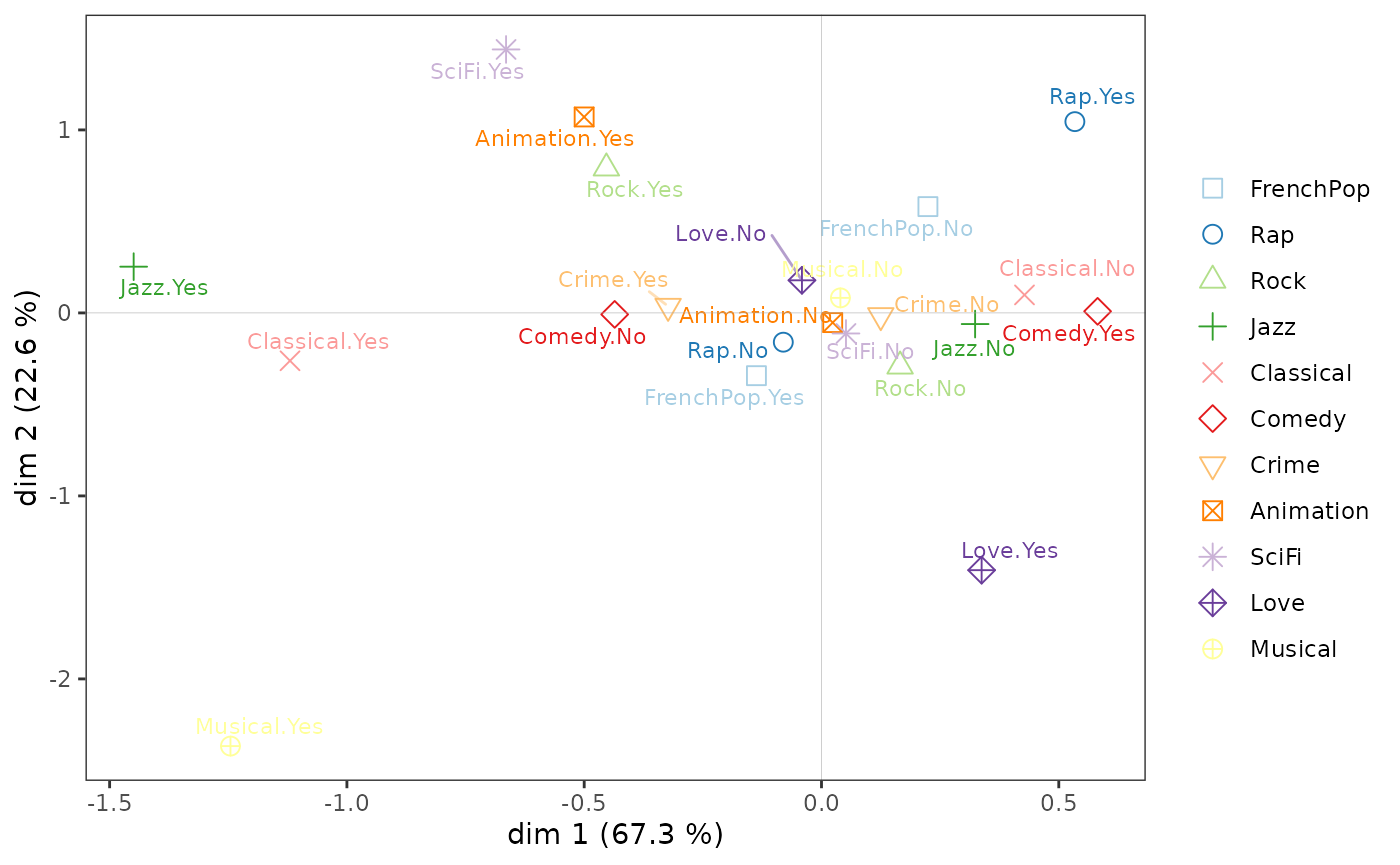 SciFi.Yes
Rap.Yes
1
Animation.Yes
Rock.Yes
FrenchPop
Love.No
FrenchPop.No
Rap
Musical.No
Classical.No
Crime.Yes
Rock
Jazz.Yes
Crime.No
0
Animation.No
Jazz
Comedy.No
Comedy.Yes
Classical.Yes
Rap.No
SciFi.No
Jazz.No
Classical
Rock.No
FrenchPop.Yes
Comedy
dim 2 (22.6 %)
Crime
-1
Animation
Love.Yes
SciFi
Love
Musical
-2
Musical.Yes
-1.5 -1.0 -0.5 0.0 0.5
dim 1 (67.3 %)